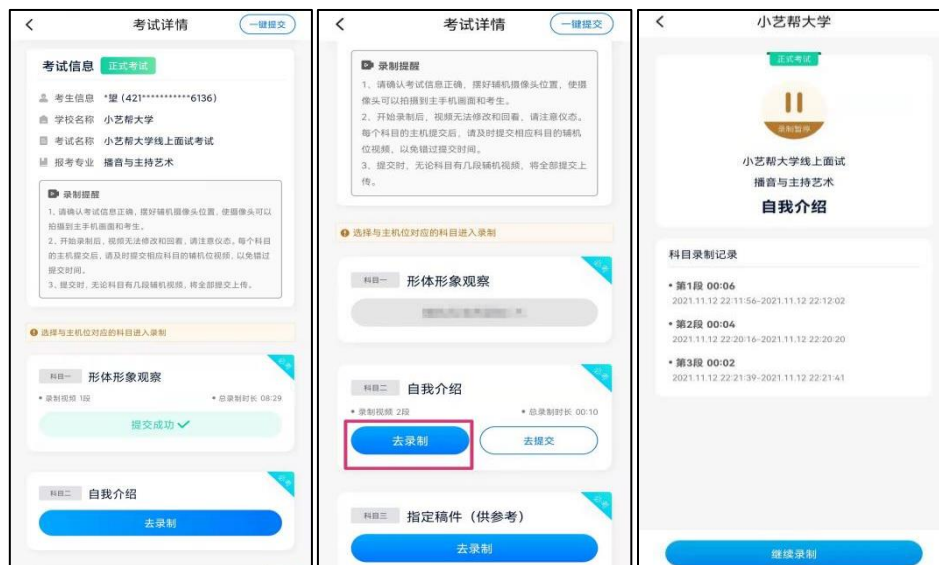 考试详情
一键提交
考试信息 正式考试
考生信息 *望 (421***********6136)
学校名称 小艺帮大学
考试名称 小艺帮大学线上面试考试
报考专业 播音与主持艺术
录制提醒
1、请确认考试信息正确，摆好辅机摄像头位置，使摄像头可以
拍摄到主手机画面和考生。
2、开始录制后，视频无法修改和回看，请注意仪态。每个科目
的主机提交后，请及时提交相应科目的辅机位视频，以免错过
提交时间。
3、提交时，无论科目有几段辅机视频，将全部提交上传。
选择与主机位对应的科目进入录制
科目一 形体形象观察
• 录制视频 1段
• 总录制时长 08:29
提交成功
科目二 自我介绍
去录制
考试详情
一键提交
录制提醒
1、请确认考试信息正确，摆好辅机摄像头位置，使摄
像头可以拍摄到主手机画面和考生。
2、开始录制后，视频无法修改和回看，请注意仪态。
每个科目的主机提交后，请及时提交相应科目的辅机
位视频，以免错过提交时间。
3、提交时，无论科目有几段辅机视频，将全部提交上
传。
选择与主机位对应的科目进入录制
科目一 形体形象观察
科目二 自我介绍
• 录制视频 2段
• 总录制时长 00:10
去录制
去提交
科目三 指定稿件（供参考）
去录制
小艺帮大学
正式考试
录制暂停
小艺帮大学线上面试
播音与主持艺术
自我介绍
科目录制记录
• 第1段 00:06
2021.11.12 22:11:56-2021.11.12 22:12:02
• 第2段 00:04
2021.11.12 22:20:16-2021.11.12 22:20:20
• 第3段 00:02
2021.11.12 22:21:39-2021.11.12 22:21:41
继续录制